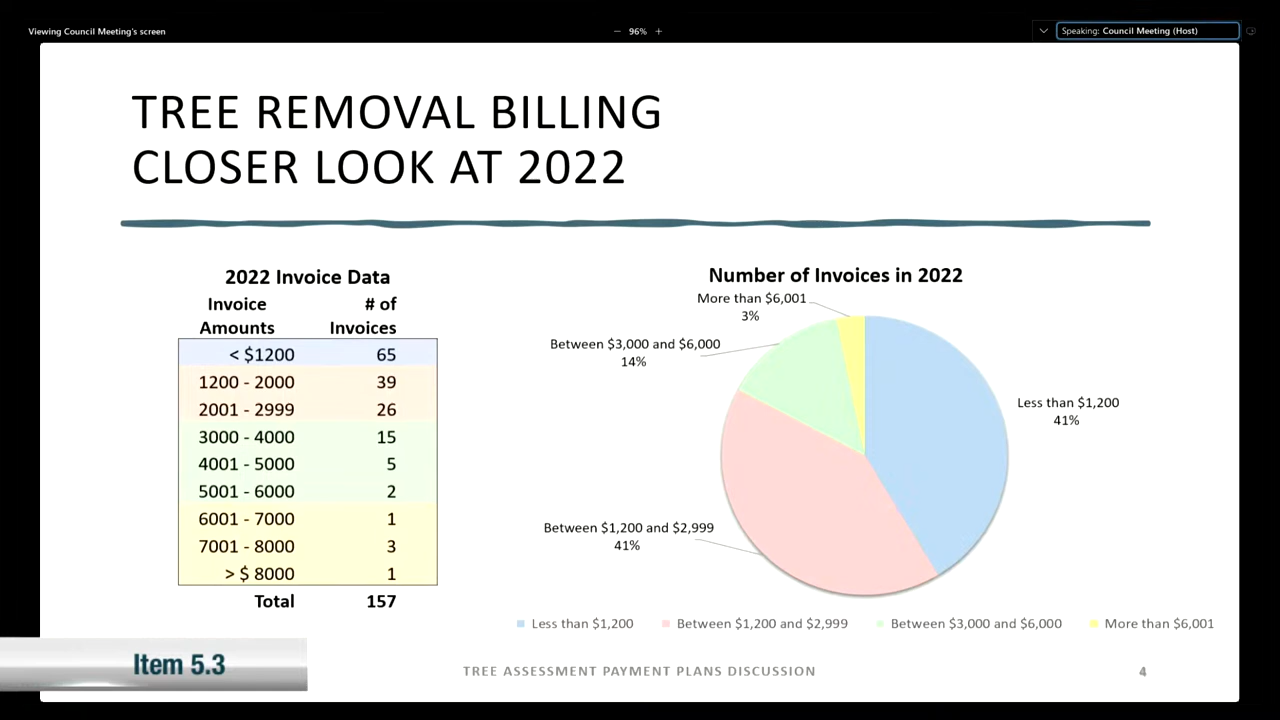 Viewing Council Meeting's screen
− 96% +
Speaking: Council Meeting (Host)
TREE REMOVAL BILLING
CLOSER LOOK AT 2022
2022 Invoice Data
Invoice Amounts # of Invoices
< $1200 65
1200 - 2000 39
2001 - 2999 26
3000 - 4000 15
4001 - 5000 5
5001 - 6000 2
6001 - 7000 1
7001 - 8000 3
> $ 8000 1
Total 157
Number of Invoices in 2022
More than $6,001
3%
Between $3,000 and $6,000
14%
Less than $1,200
41%
Between $1,200 and $2,999
41%
Less than $1,200 Between $1,200 and $2,999 Between $3,000 and $6,000 More than $6,001
Item 5.3
TREE ASSESSMENT PAYMENT PLANS DISCUSSION
4